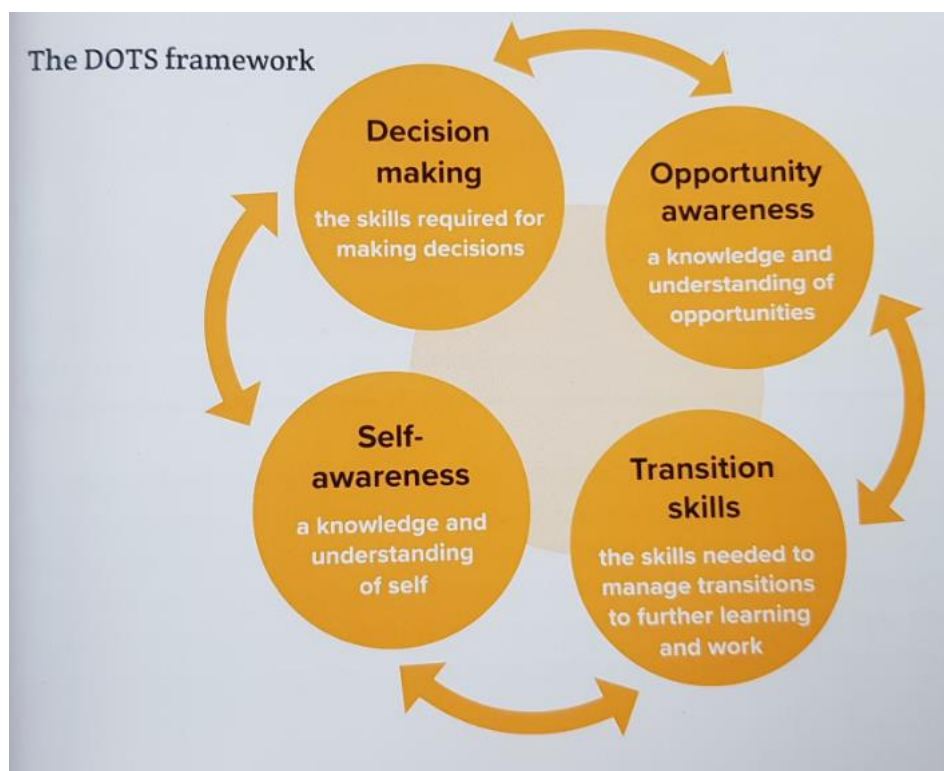 The DOTS framework
Decision
making
the skills required for
making decisions
Opportunity
awareness
a knowledge and
understanding of
opportunities
Transition
skills
the skills needed to
manage transitions
to further learning
and work
Self-
awareness
a knowledge and
understanding
of self